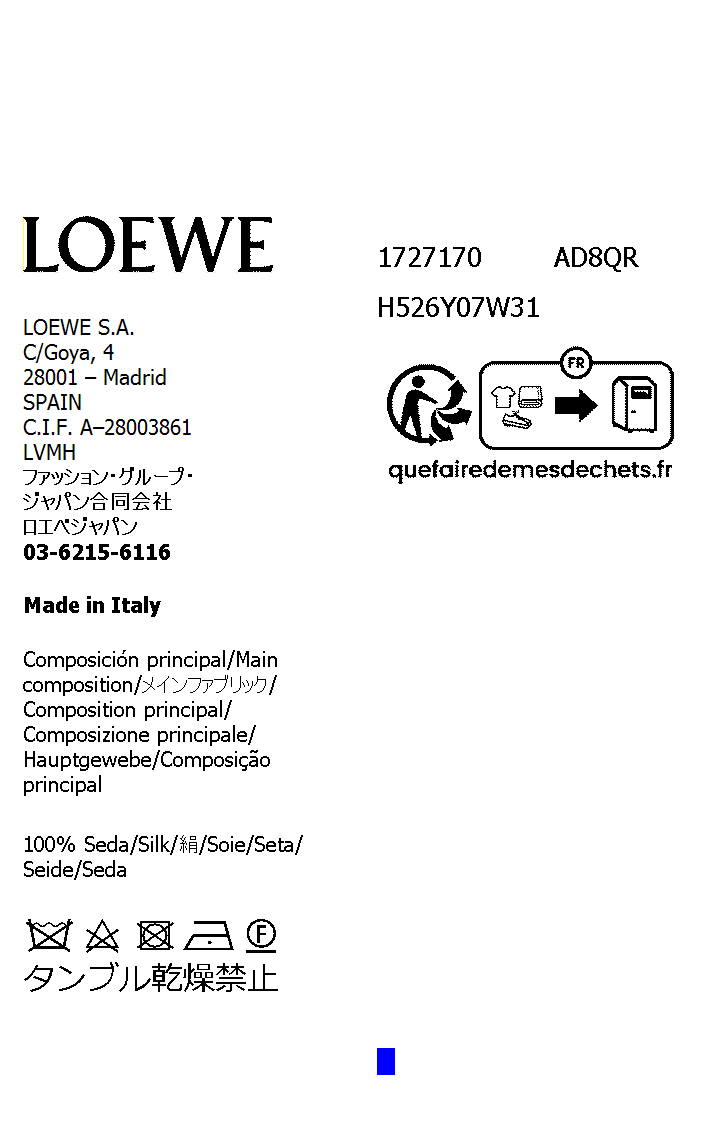 LOEWE
LOEWE S.A.
C/Goya, 4
28001 – Madrid
SPAIN
C.I.F. A–28003861
LVMH
ファッション・グループ・
ジャパン合同会社
ロエベジャパン
03-6215-6116
Made in Italy
Composición principal/Main
composition/メインファブリック/
Composition principal/
Composizione principale/
Hauptgewebe/Composição
principal
100% Seda/Silk/絹/Soie/Seta/
Seide/Seda
F
タンブル乾燥禁止
1727170 AD8QR
H526Y07W31
FR
quefairedemesdechets.fr